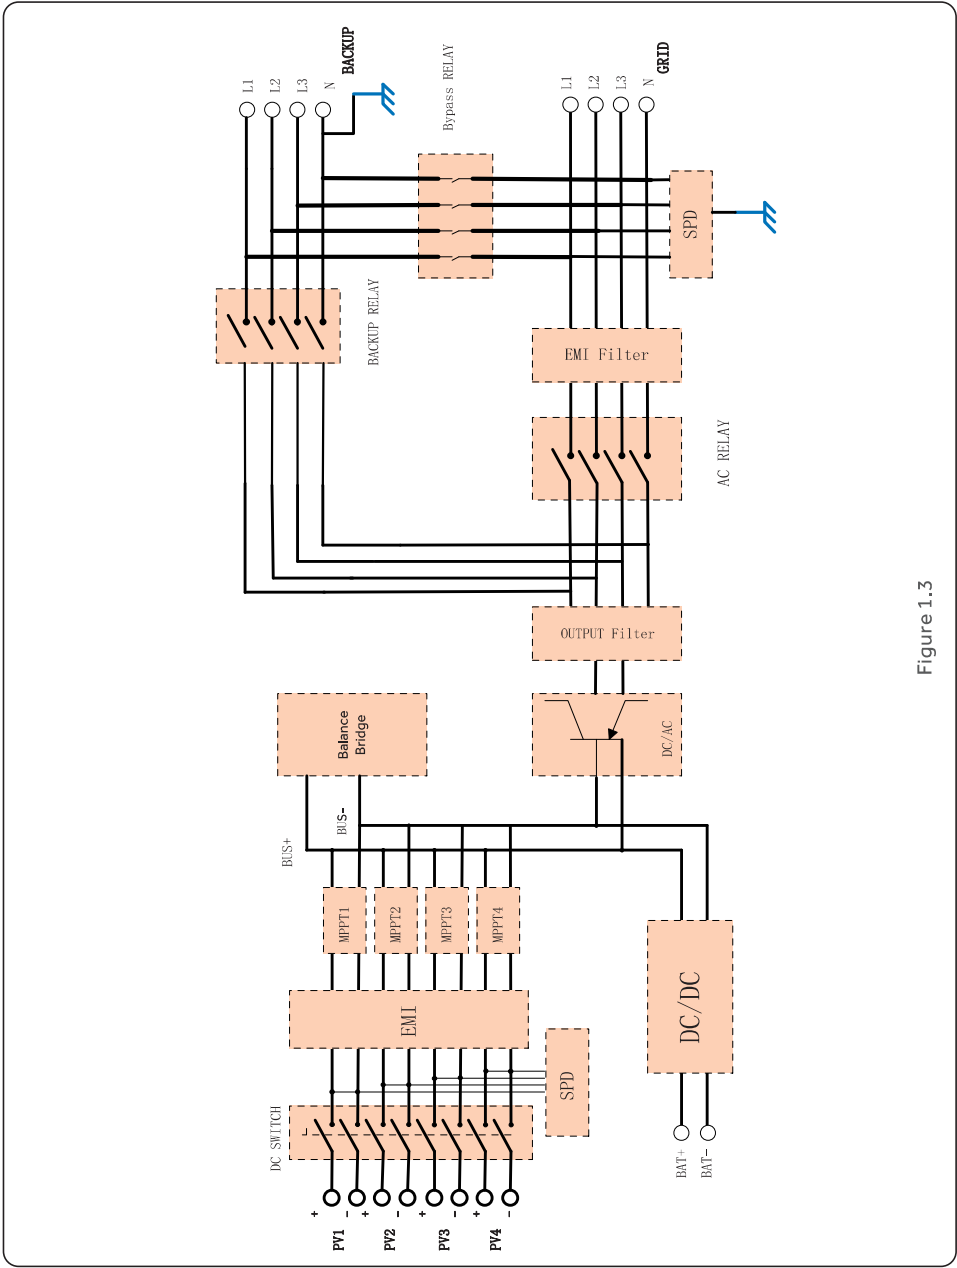 L1
L2
L3
N
BACKUP
Bypass RELAY
L1
L2
L3
N
GRID
SPD
BACKUP RELAY
EMI Filter
AC RELAY
OUTPUT Filter
Balance
Bridge
DC/AC
BUS+
BUS-
MPPT1
MPPT2
MPPT3
MPPT4
EMI
DC/DC
SPD
DC SWITCH
BAT+
BAT-
+
-
+
-
+
-
+
-
PV1
PV2
PV3
PV4
Figure 1.3